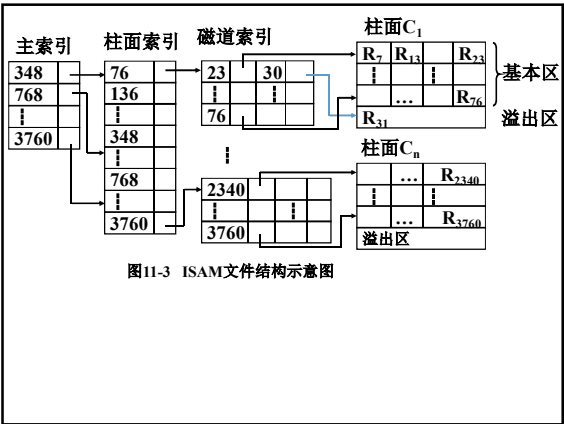 主索引
348
768
3760
柱面索引
76
136
348
768
3760
磁道索引
23 30
76
2340
3760
柱面C1
R7 R13 R23
… R76
R31
基本区
溢出区
柱面Cn
… R2340
… R3760
溢出区
图11-3 ISAM文件结构示意图